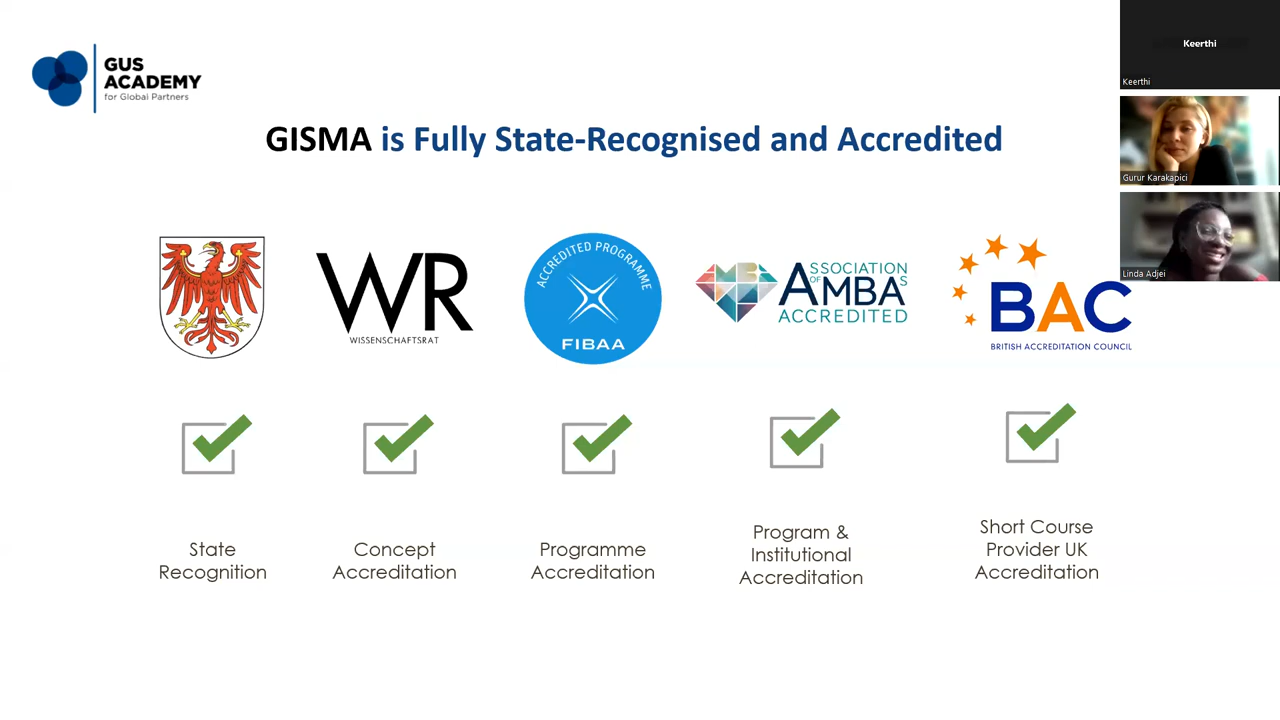 GUS
ACADEMY
for Global Partners
GISMA is Fully State-Recognised and Accredited
WR
WISSENSCHAFTSRAT
ACCREDITED PROGRAMME
FIBAA
MBA
ASSOCIATION
OF
AMBAs
ACCREDITED
BAC
BRITISH ACCREDITATION COUNCIL
State
Recognition
Concept
Accreditation
Programme
Accreditation
Program &
Institutional
Accreditation
Short Course
Provider UK
Accreditation
Keerthi
Keerthi
Gurur Karakapici
Linda Adjei